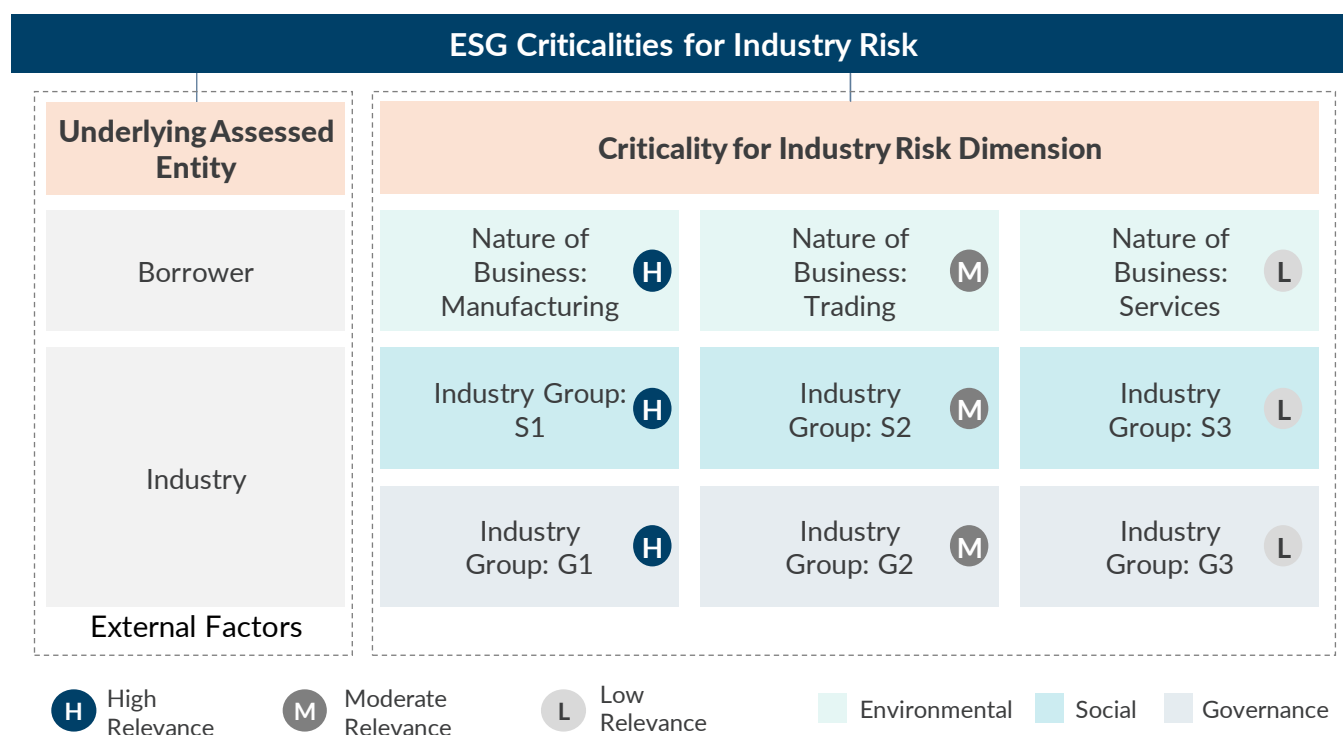 ESG Criticalities for Industry Risk
Underlying Assessed
Entity
Criticality for Industry Risk Dimension
Borrower
Nature of
Business:
Manufacturing
H
Nature of
Business:
Trading
M
Nature of
Business:
Services
L
Industry
Industry Group:
S1
H
Industry
Group: S2
M
Industry
Group: S3
L
Industry
Group: G1
H
Industry
Group: G2
M
Industry
Group: G3
L
External Factors
H
High
Relevance
M
Moderate
Relevance
L
Low
Relevance
Environmental
Social
Governance